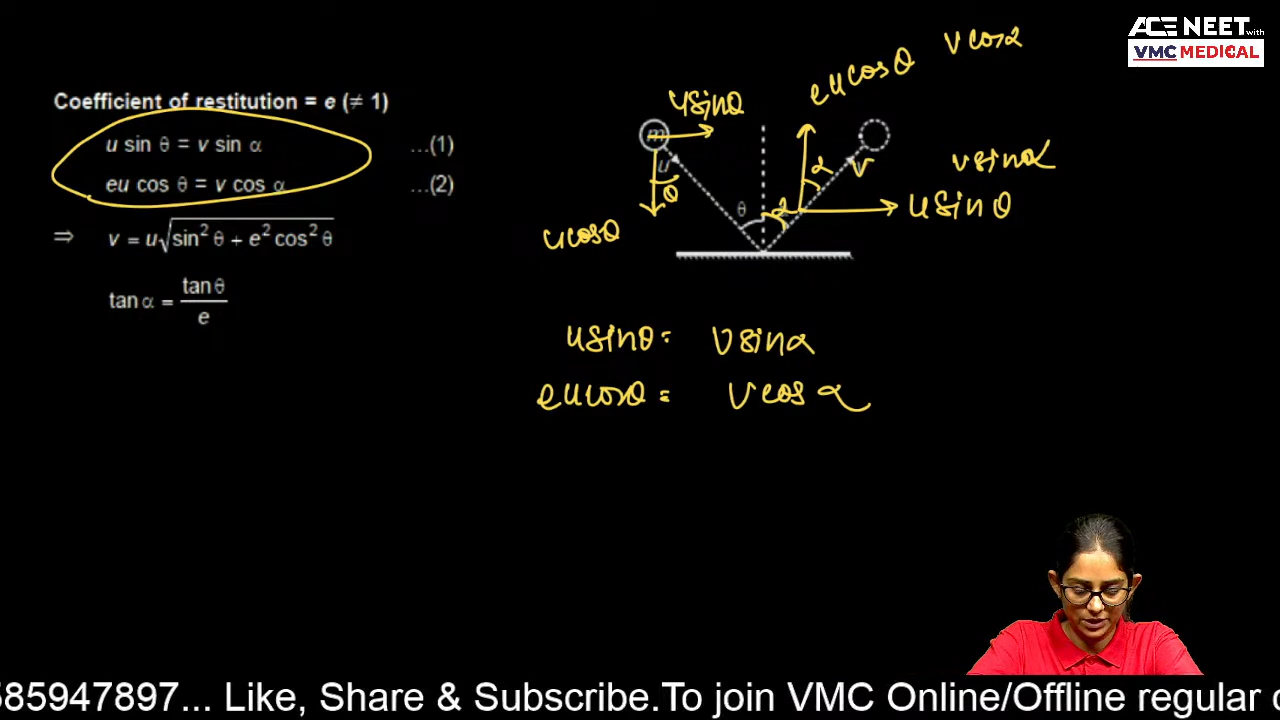 ACE NEET with
VMC MEDICAL
Coefficient of restitution = e (≠ 1)
u sin θ = v sin α ...(1)
eu cos θ = v cos α ...(2)
⇒ v = u√(sin² θ + e² cos² θ)
tan α = tan θ / e
usinθ
m
u
θ
ucosθ
θ
α
α
v
eucosθ
vcosα
vsinα
usinθ
usinθ = vsinα
eucosθ = vcosα
585947897... Like, Share & Subscribe.To join VMC Online/Offline regular